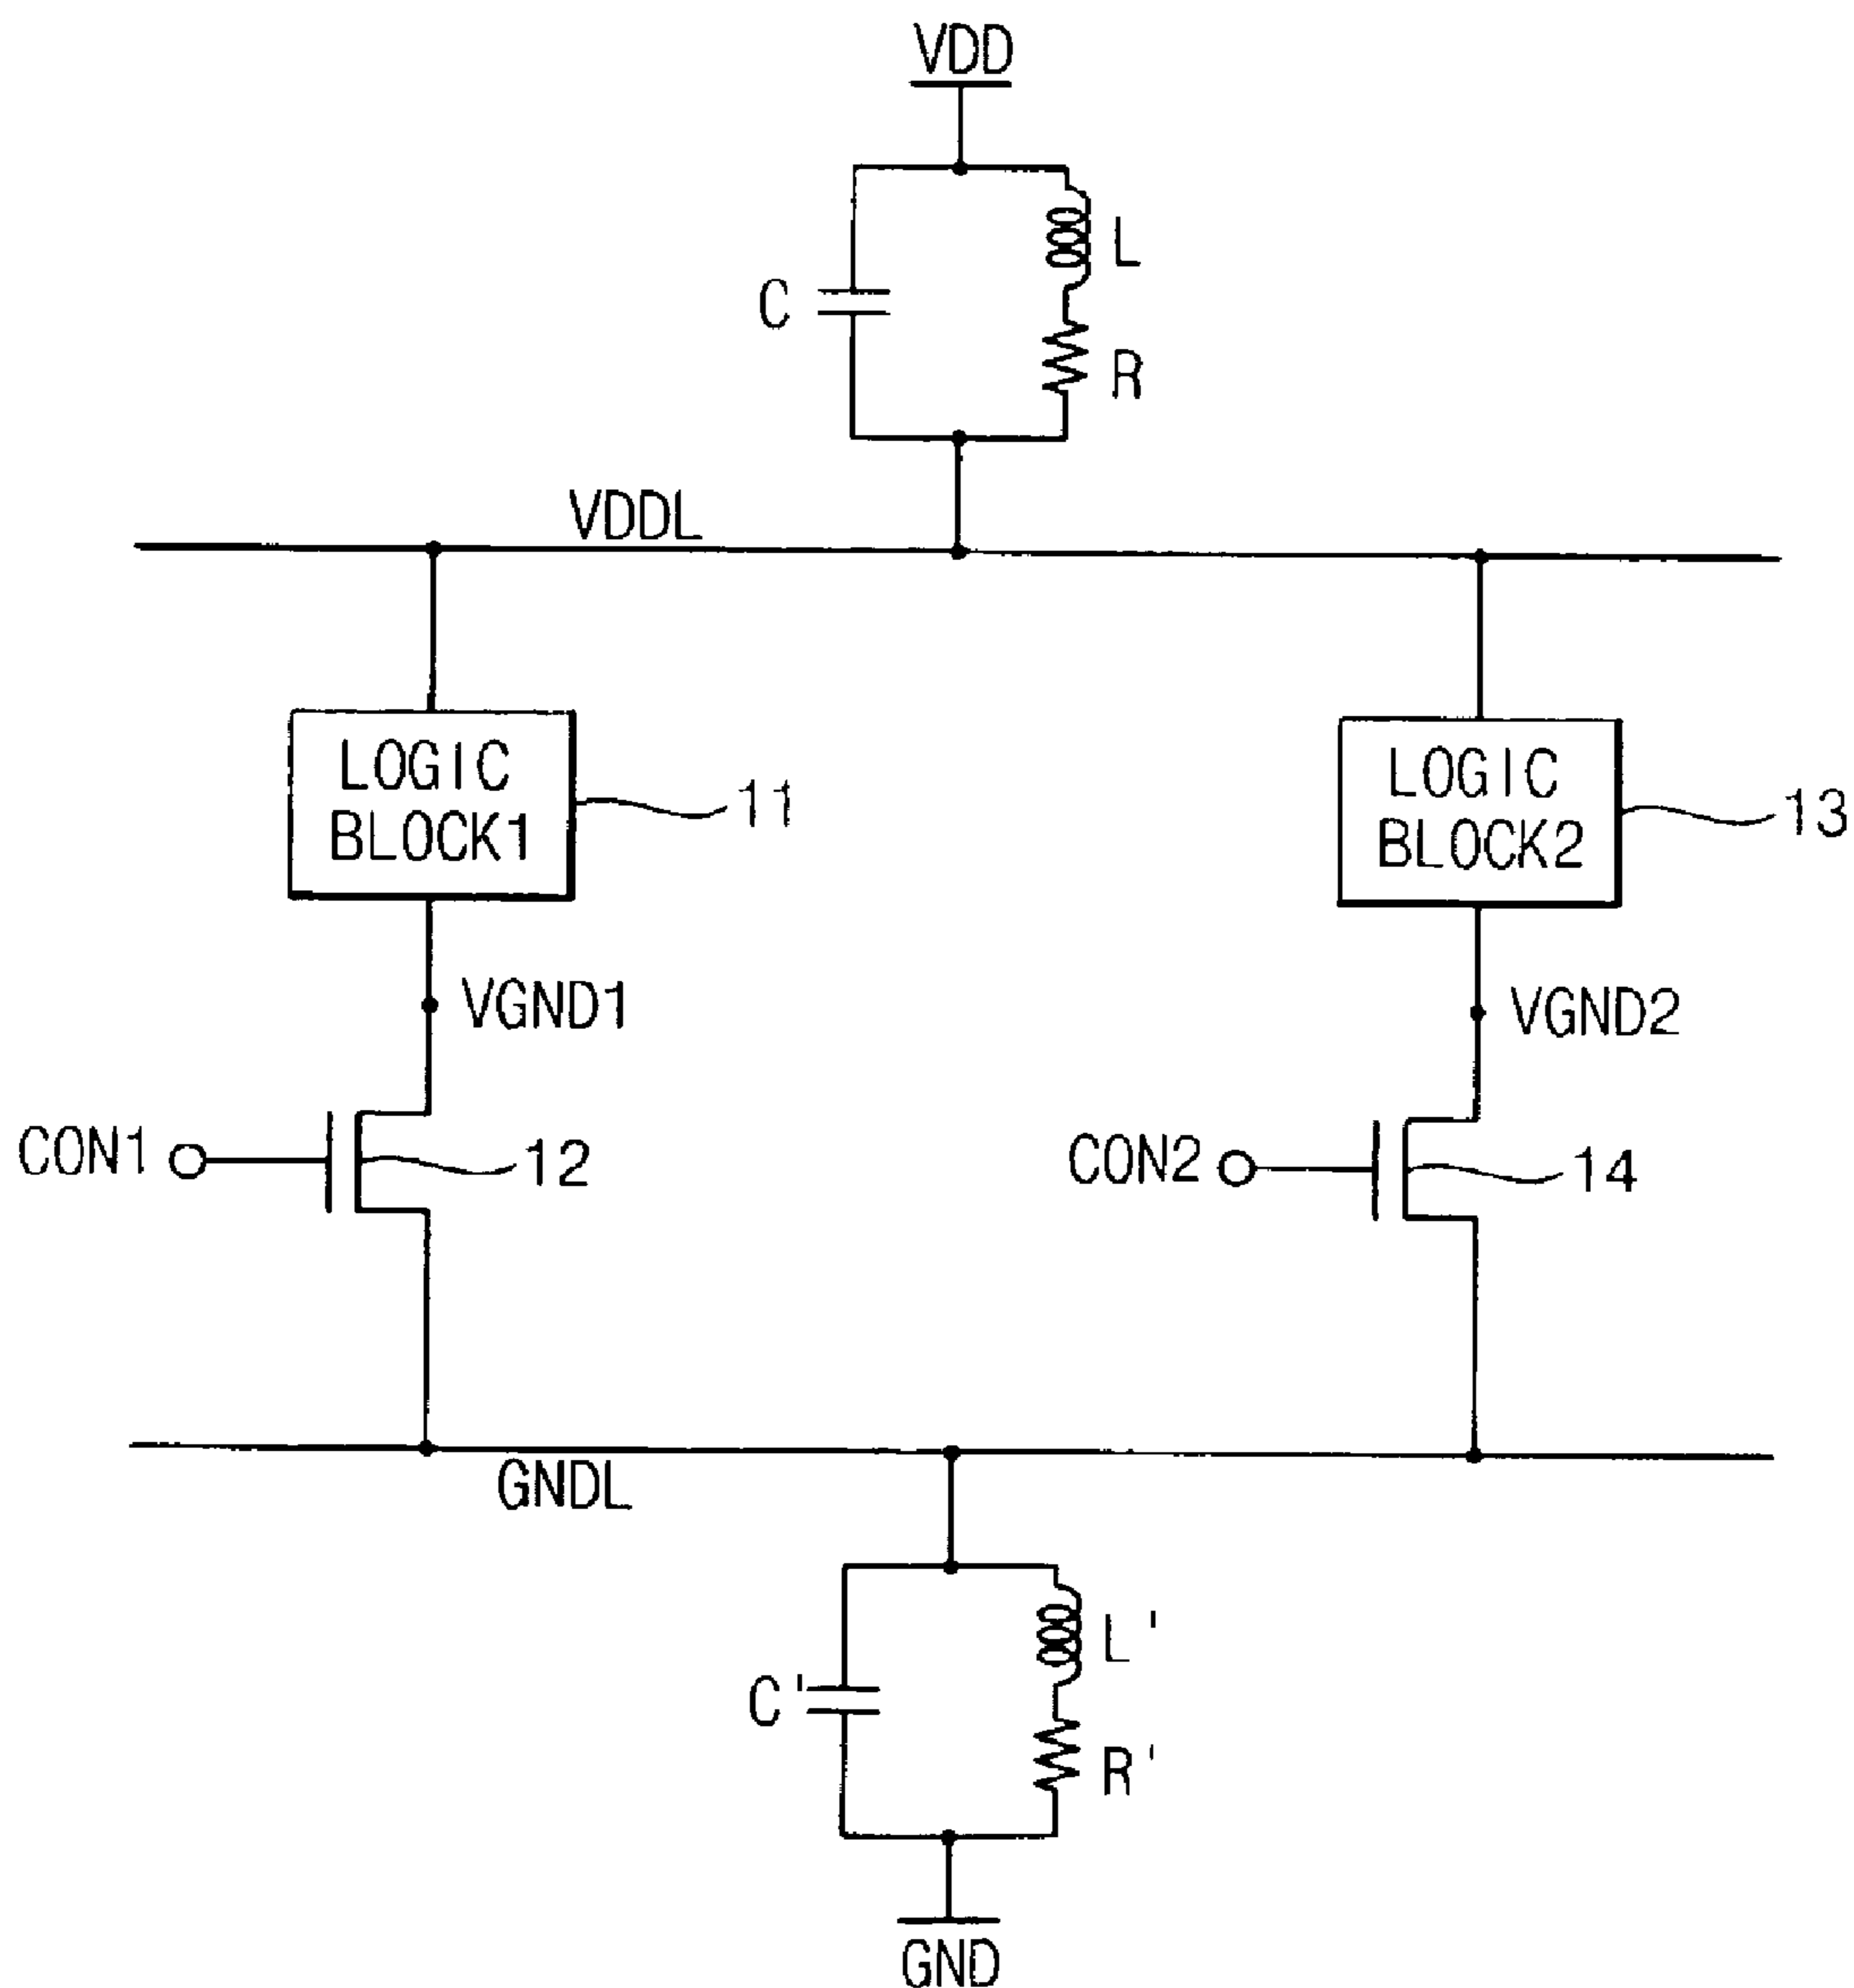 VDD
L
C
R
VDDL
LOGIC
BLOCK1
11
LOGIC
BLOCK2
13
VGND1
VGND2
CON1
12
CON2
14
GNDL
L'
C'
R'
GND